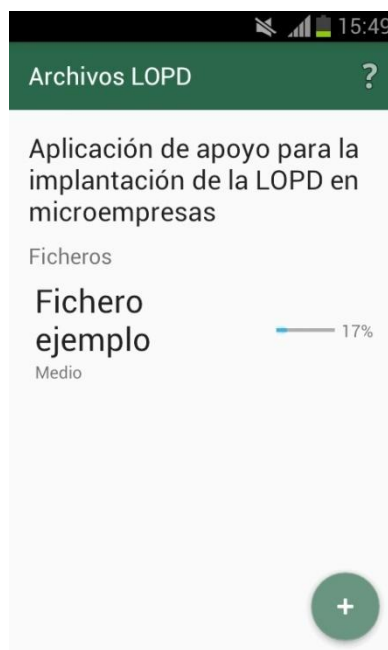 15:49
Archivos LOPD ?
Aplicación de apoyo para la
implantación de la LOPD en
microempresas
Ficheros
Fichero
ejemplo
17%
Medio
+